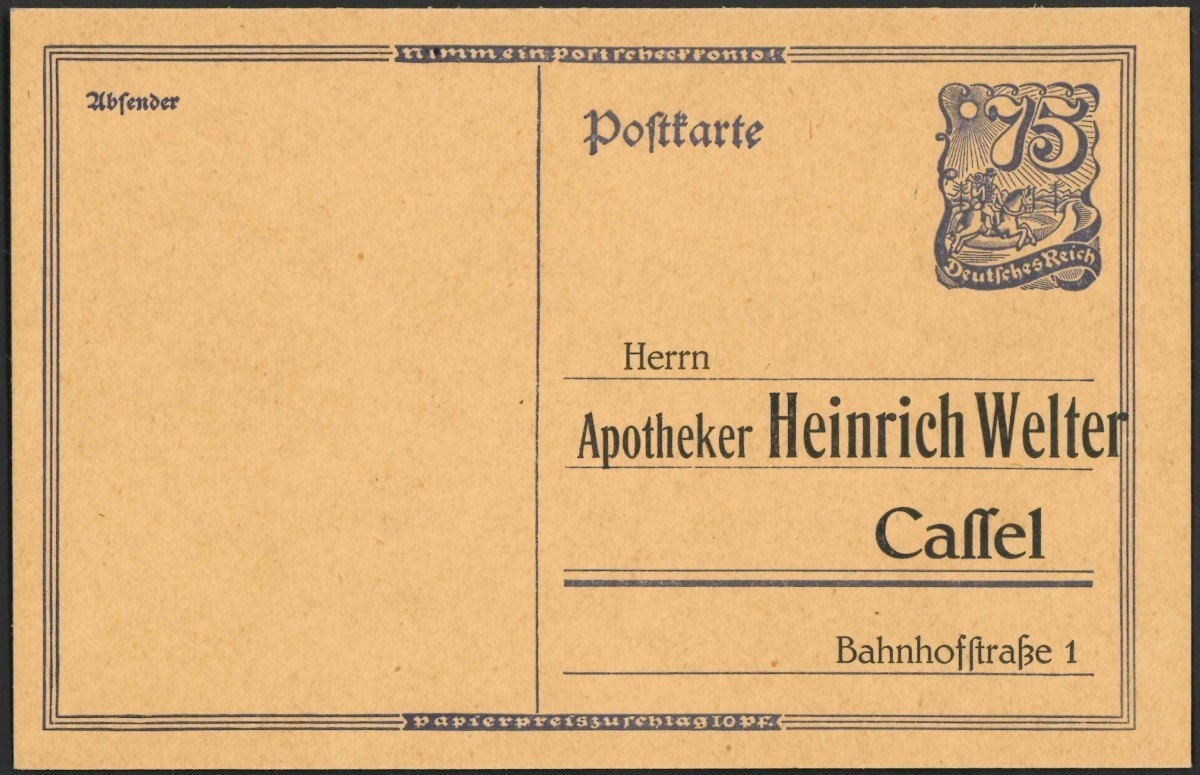 Nimm ein Postscheckkonto!
Abſender
Poſtkarte
75
Deutſches Reich
Herrn
Apotheker Heinrich Welter
Caſſel
Bahnhofſtraße 1
Papierpreiszuſchlag 10 Pf.